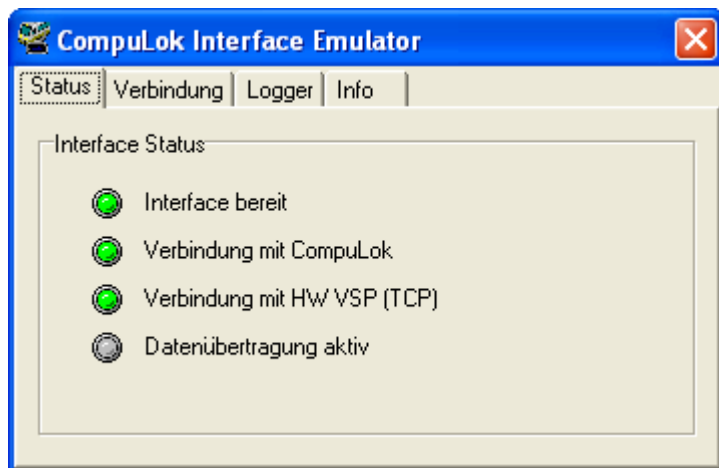 CompuLok Interface Emulator
Status Verbindung Logger Info
Interface Status
Interface bereit
Verbindung mit CompuLok
Verbindung mit HW VSP (TCP)
Datenübertragung aktiv